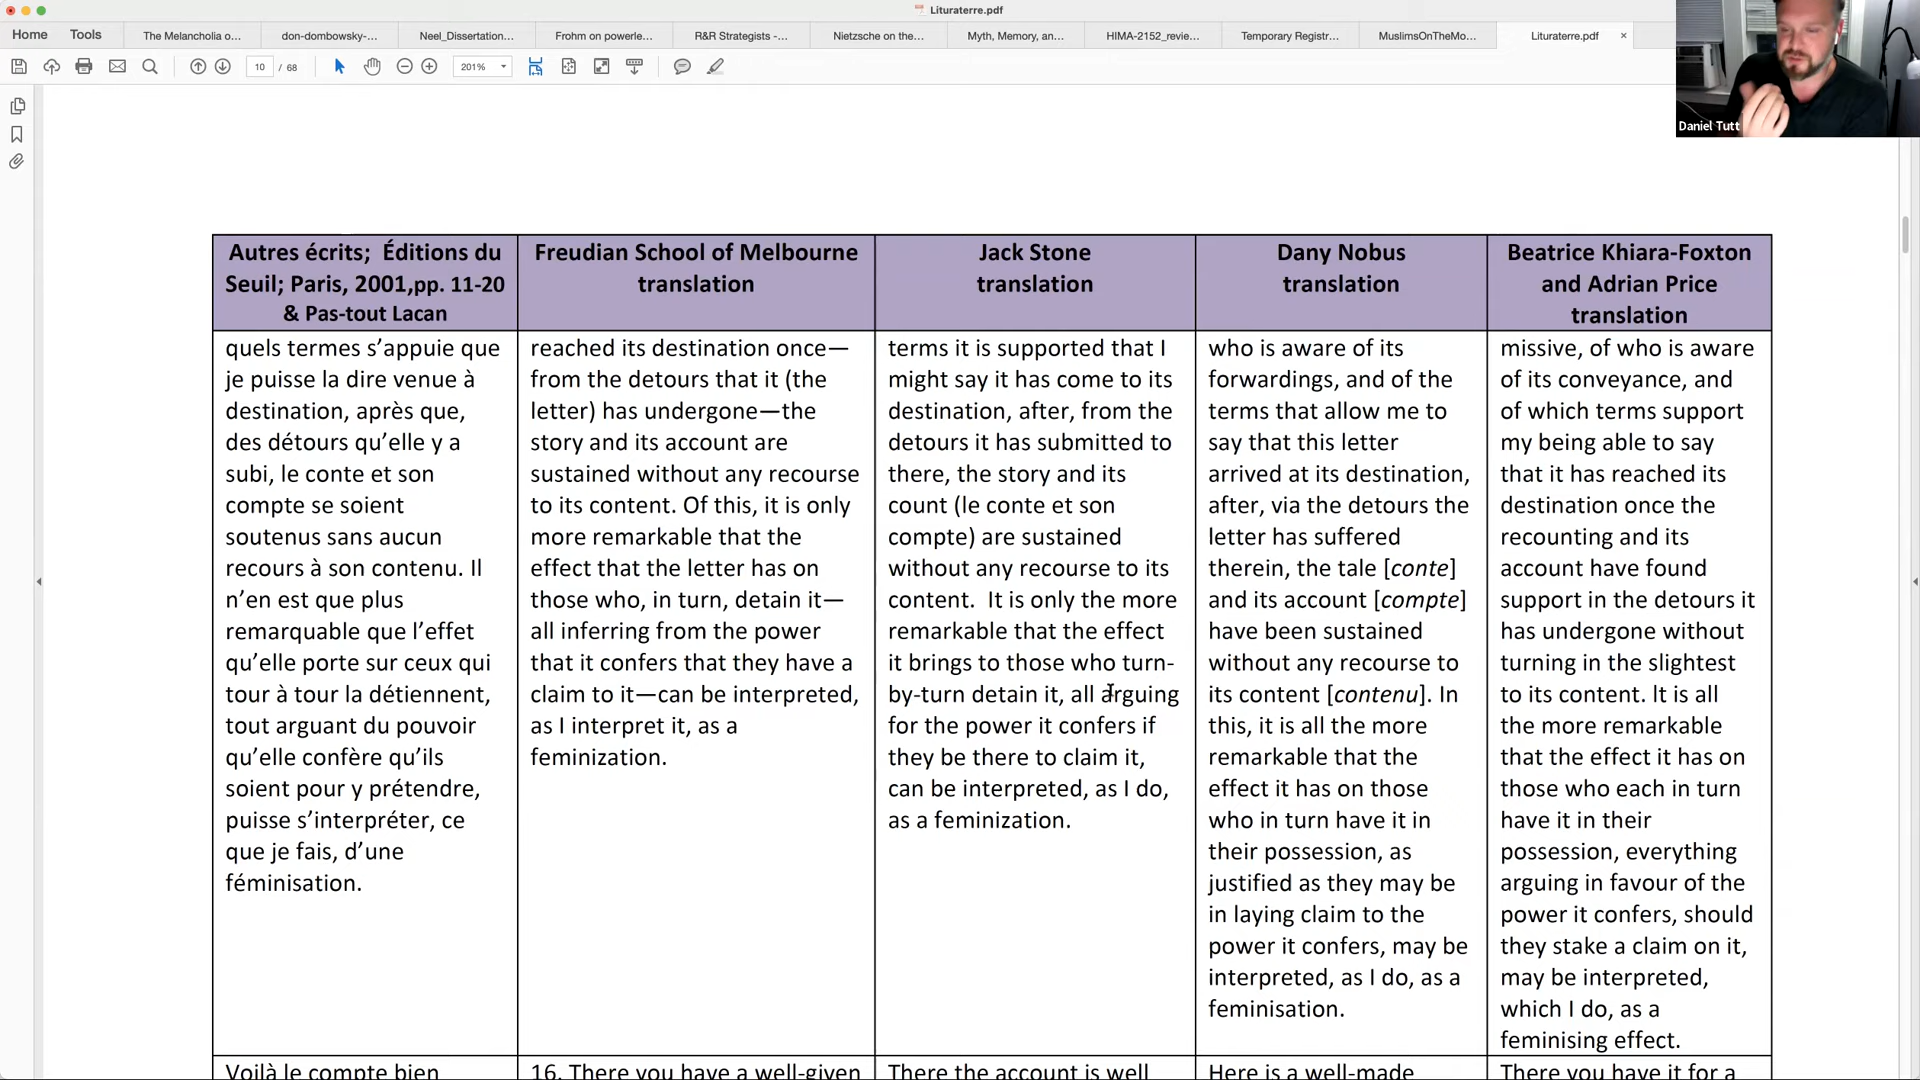 Lituraterre.pdf
Home
Tools
The Melancholia o...
don-dombowsky-...
Neel_Dissertation...
Frohm on powerle...
R&R Strategists -...
Nietzsche on the...
Myth, Memory, an...
HIMA-2152_revie...
Temporary Registr...
MuslimsOnTheMo...
Lituraterre.pdf
10 / 68
201%
Daniel Tutt
Autres écrits; Éditions du
Seuil; Paris, 2001,pp. 11-20
& Pas-tout Lacan
Freudian School of Melbourne
translation
Jack Stone
translation
Dany Nobus
translation
Beatrice Khiara-Foxton
and Adrian Price
translation
quels termes s’appuie que
je puisse la dire venue à
destination, après que,
des détours qu’elle y a
subi, le conte et son
compte se soient
soutenus sans aucun
recours à son contenu. Il
n’en est que plus
remarquable que l’effet
qu’elle porte sur ceux qui
tour à tour la détiennent,
tout arguant du pouvoir
qu’elle confère qu’ils
soient pour y prétendre,
puisse s’interpréter, ce
que je fais, d’une
féminisation.
reached its destination once—
from the detours that it (the
letter) has undergone—the
story and its account are
sustained without any recourse
to its content. Of this, it is only
more remarkable that the
effect that the letter has on
those who, in turn, detain it—
all inferring from the power
that it confers that they have a
claim to it—can be interpreted,
as I interpret it, as a
feminization.
terms it is supported that I
might say it has come to its
destination, after, from the
detours it has submitted to
there, the story and its
count (le conte et son
compte) are sustained
without any recourse to its
content. It is only the more
remarkable that the effect
it brings to those who turn-
by-turn detain it, all arguing
for the power it confers if
they be there to claim it,
can be interpreted, as I do,
as a feminization.
who is aware of its
forwardings, and of the
terms that allow me to
say that this letter
arrived at its destination,
after, via the detours the
letter has suffered
therein, the tale [conte]
and its account [compte]
have been sustained
without any recourse to
its content [contenu]. In
this, it is all the more
remarkable that the
effect it has on those
who in turn have it in
their possession, as
justified as they may be
in laying claim to the
power it confers, may be
interpreted, as I do, as a
feminisation.
missive, of who is aware
of its conveyance, and
of which terms support
my being able to say
that it has reached its
destination once the
recounting and its
account have found
support in the detours it
has undergone without
turning in the slightest
to its content. It is all
the more remarkable
that the effect it has on
those who each in turn
have it in their
possession, everything
arguing in favour of the
power it confers, should
they stake a claim on it,
may be interpreted,
which I do, as a
feminising effect.
Voilà le compte bien
16. There you have a well-given
There the account is well
Here is a well-made
There you have it for a